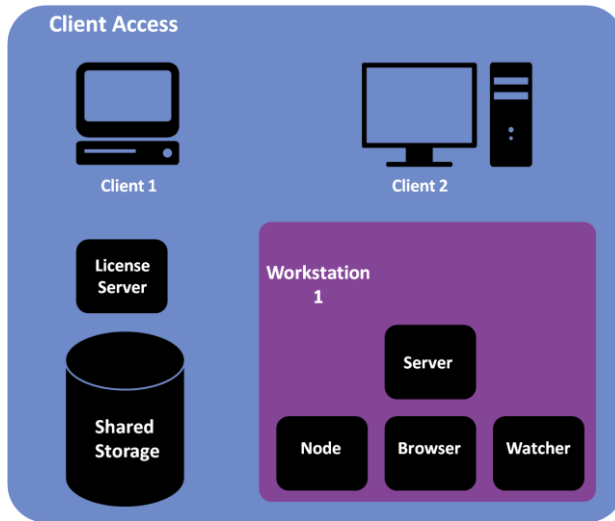 Client Access
Client 1
Client 2
License
Server
Workstation
1
Server
Shared
Storage
Node
Browser
Watcher